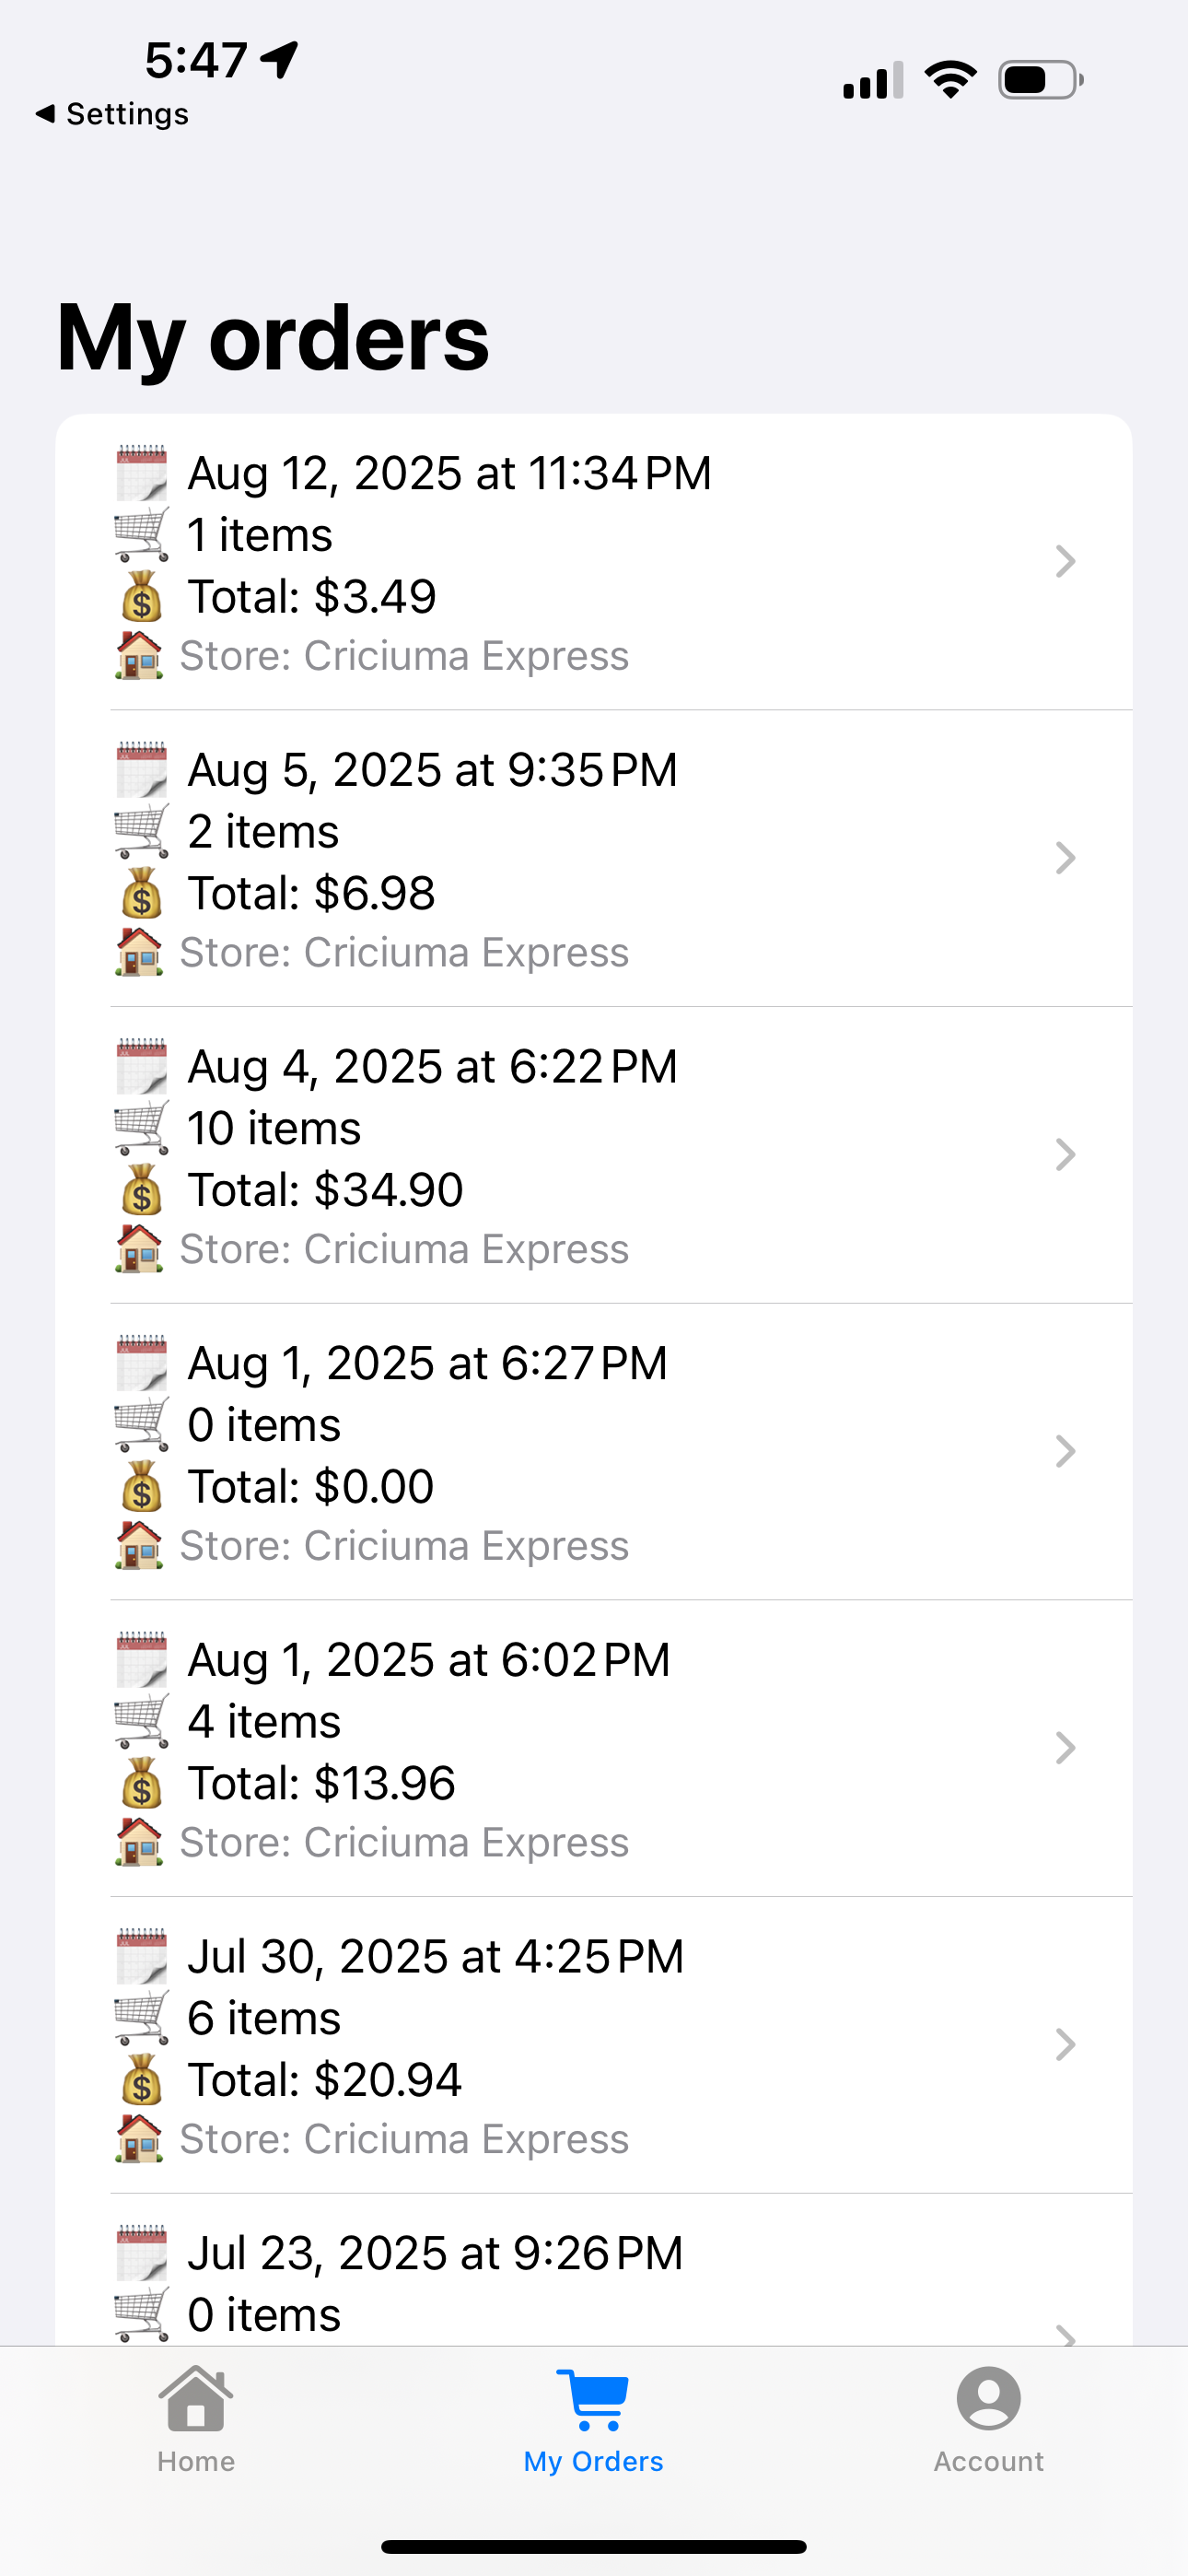 5:47
Settings
My orders
Aug 12, 2025 at 11:34 PM
1 items
Total: $3.49
Store: Criciuma Express
Aug 5, 2025 at 9:35 PM
2 items
Total: $6.98
Store: Criciuma Express
Aug 4, 2025 at 6:22 PM
10 items
Total: $34.90
Store: Criciuma Express
Aug 1, 2025 at 6:27 PM
0 items
Total: $0.00
Store: Criciuma Express
Aug 1, 2025 at 6:02 PM
4 items
Total: $13.96
Store: Criciuma Express
Jul 30, 2025 at 4:25 PM
6 items
Total: $20.94
Store: Criciuma Express
Jul 23, 2025 at 9:26 PM
0 items
Home
My Orders
Account